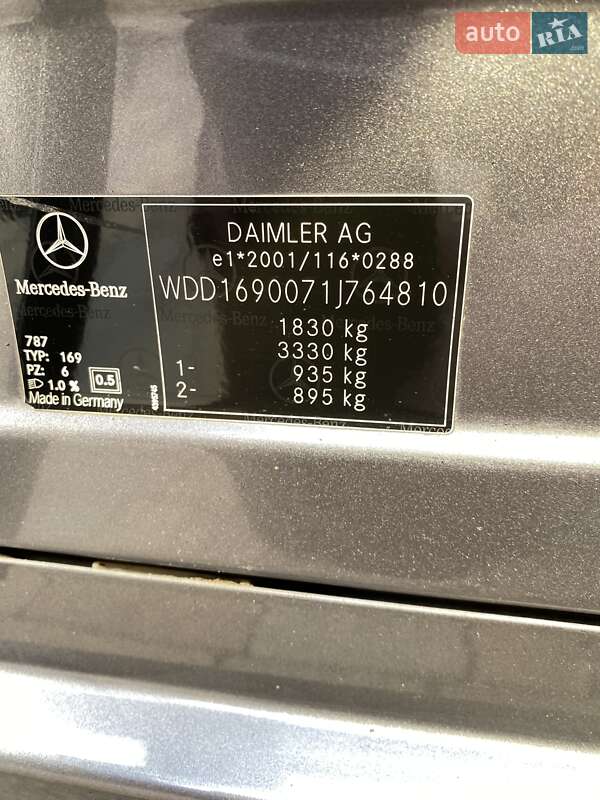 auto RIA .com
DAIMLER AG
e1*2001/116*0288
WDD1690071J764810
1830 kg
3330 kg
1- 935 kg
2- 895 kg
Mercedes-Benz
787
TYP: 169
PZ: 6
1.0 % 0.5
Made in Germany